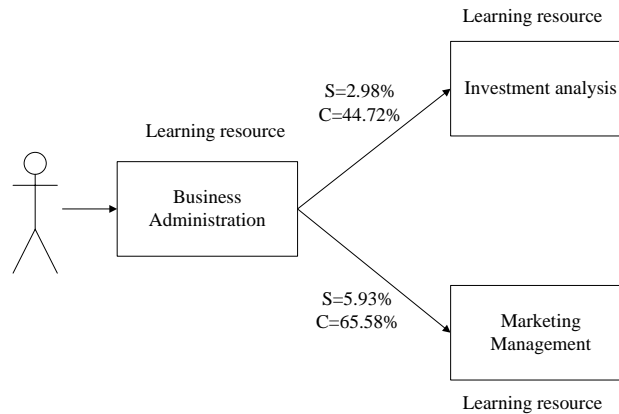 Learning resource
Investment analysis
S=2.98%
C=44.72%
Learning resource
Business
Administration
S=5.93%
C=65.58%
Marketing
Management
Learning resource